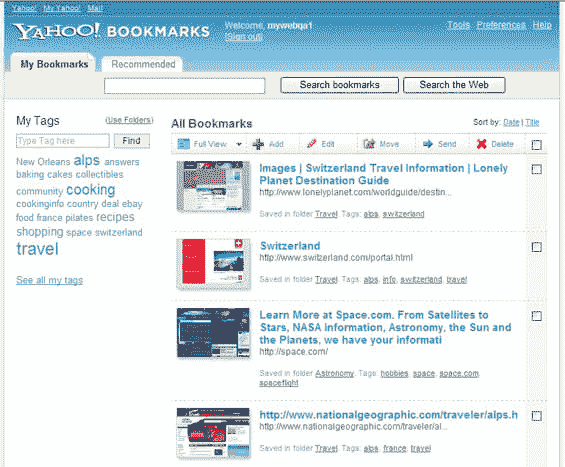 Yahoo! My Yahoo! Mail
YAHOO! BOOKMARKS
Welcome, mywebqa1
[Sign out]
Tools Preferences Help
My Bookmarks Recommended
Search bookmarks Search the Web
My Tags (Use Folders)
Type Tag here Find
New Orleans alps answers
baking cakes collectibles
community cooking
cookinginfo country deal ebay
food france pilates recipes
shopping space switzerland
travel
See all my tags
All Bookmarks Sort by: Date | Title
Full View Add Edit Move Send Delete
Images | Switzerland Travel Information | Lonely
Planet Destination Guide
http://www.lonelyplanet.com/worldguide/destin...
Saved in folder Travel. Tags: alps, switzerland
Switzerland
http://www.switzerland.com/portal.html
Saved in folder Travel. Tags: alps, info, switzerland, travel
Learn More at Space.com. From Satellites to
Stars, NASA information, Astronomy, the Sun and
the Planets, we have your informati
http://space.com/
Saved in folder Astronomy. Tags: hobbies, space, space.com,
spaceflight
http://www.nationalgeographic.com/traveler/alps.h
http://www.nationalgeographic.com/traveler/al...
Saved in folder Travel. Tags: alps, france, travel